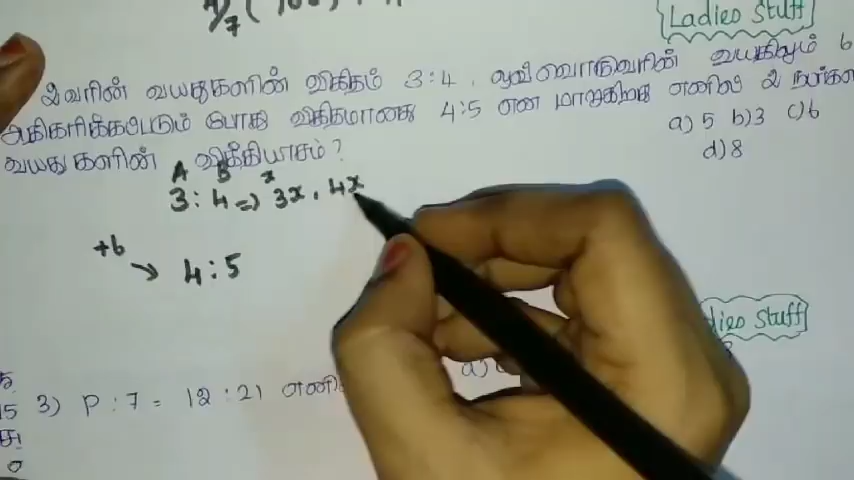 Ladies Stuff
2வரின் வயதுகளின் விகிதம் 3:4. ஒவ்வொருவரின் வயதிலும் 6
அதிகரிக்கப்படும் போது விகிதமானது 4:5 என மாறுகிறது எனில் 2 நபர்களின்
வயதுகளின் வித்தியாசம்?
a) 5 b) 3 c) 6
d) 8
A B x
3 : 4 => 3x, 4x
+6
→ 4 : 5
Ladies Stuff
3) P : 7 = 12 : 21 எனில்
15